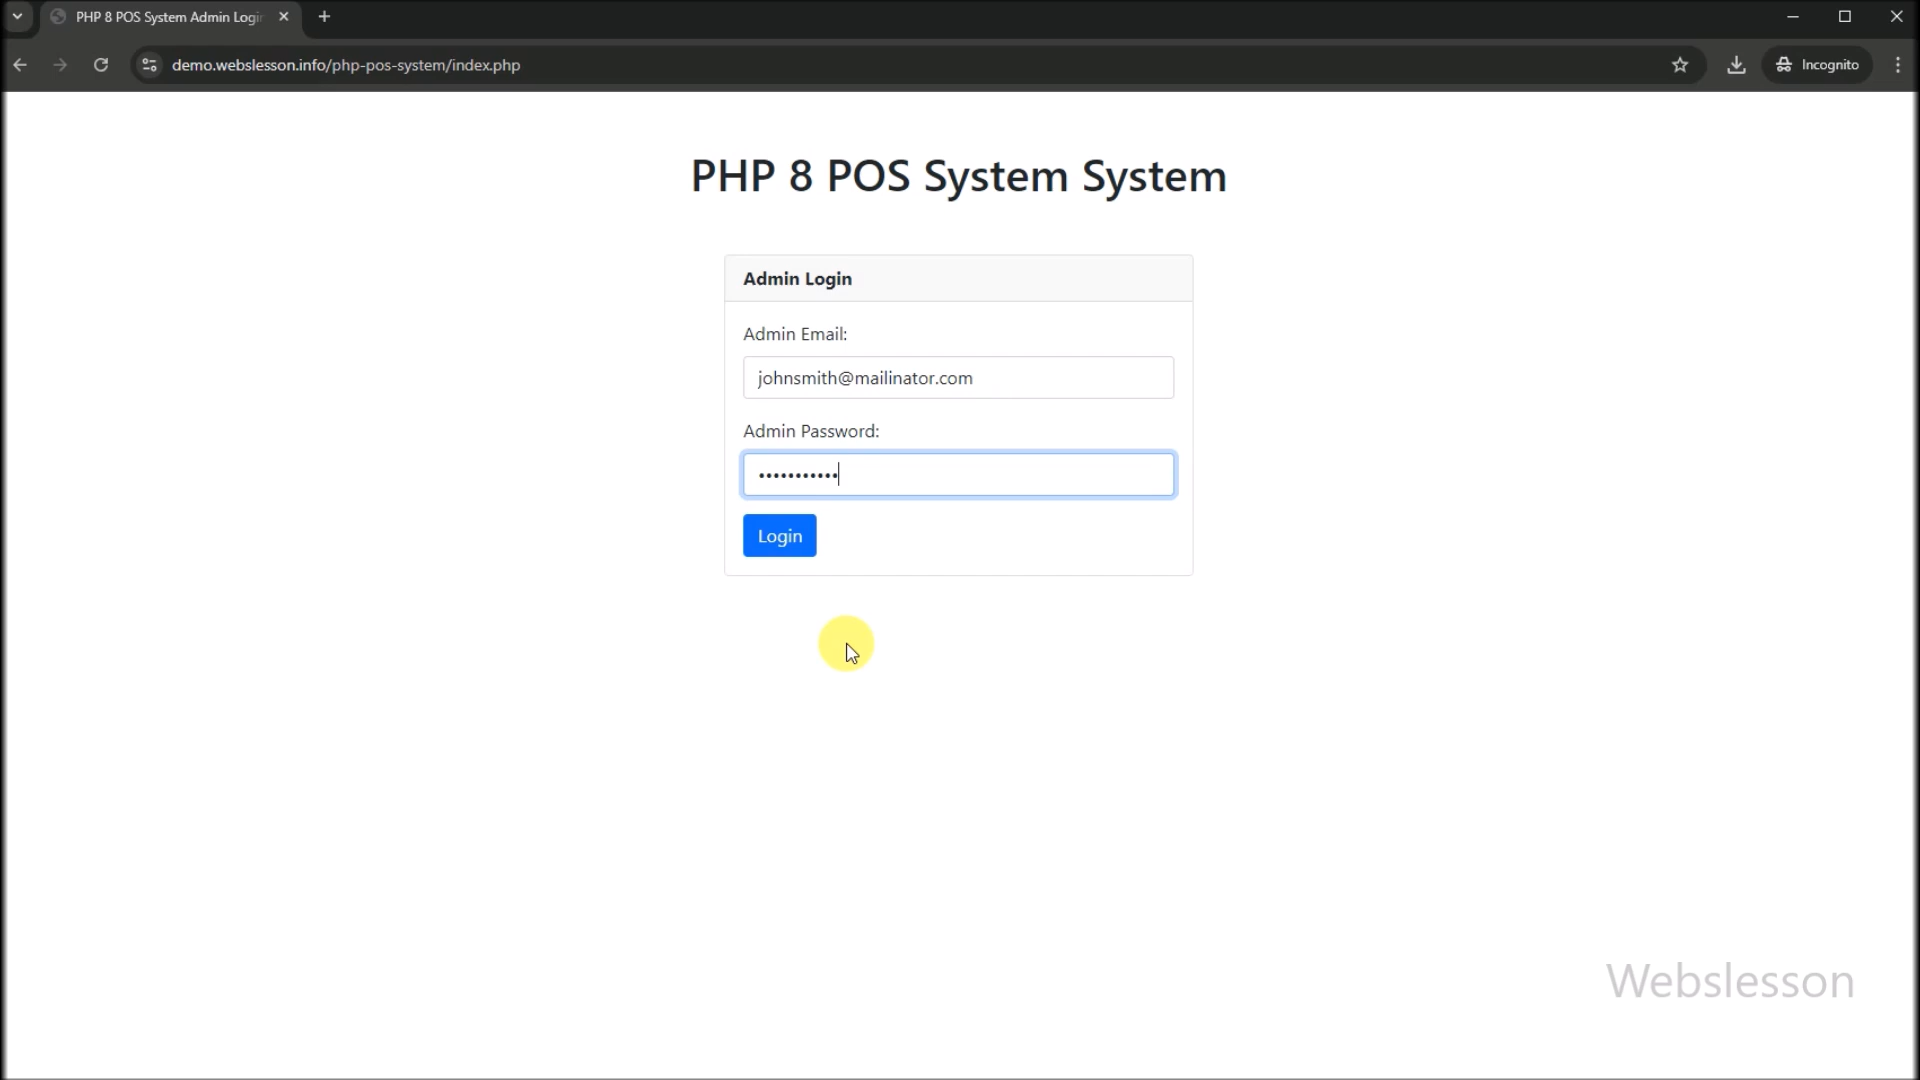 PHP 8 POS System Admin Login
demo.webslesson.info/php-pos-system/index.php
Incognito
PHP 8 POS System System
Admin Login
Admin Email:
johnsmith@mailinator.com
Admin Password:
•••••••••••
Login
Webslesson